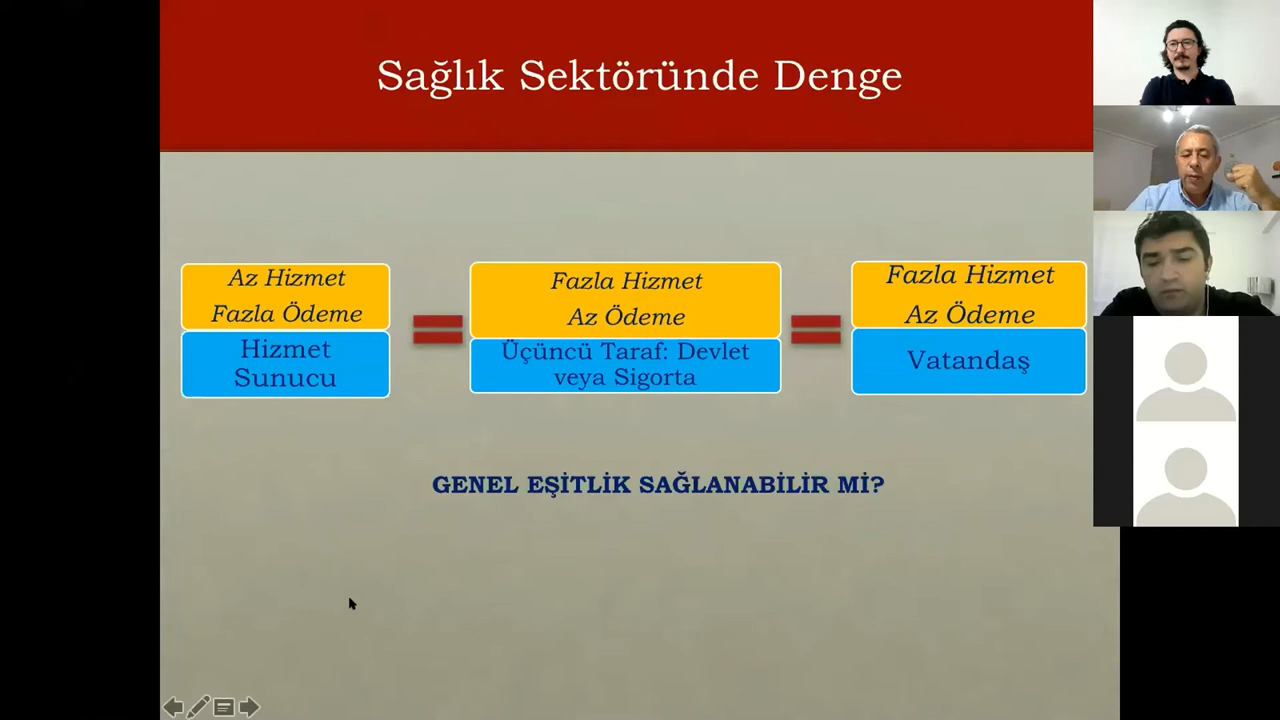 Sağlık Sektöründe Denge
Az Hizmet
Fazla Ödeme
Hizmet
Sunucu
Fazla Hizmet
Az Ödeme
Üçüncü Taraf: Devlet
veya Sigorta
Fazla Hizmet
Az Ödeme
Vatandaş
GENEL EŞİTLİK SAĞLANABİLİR Mİ?